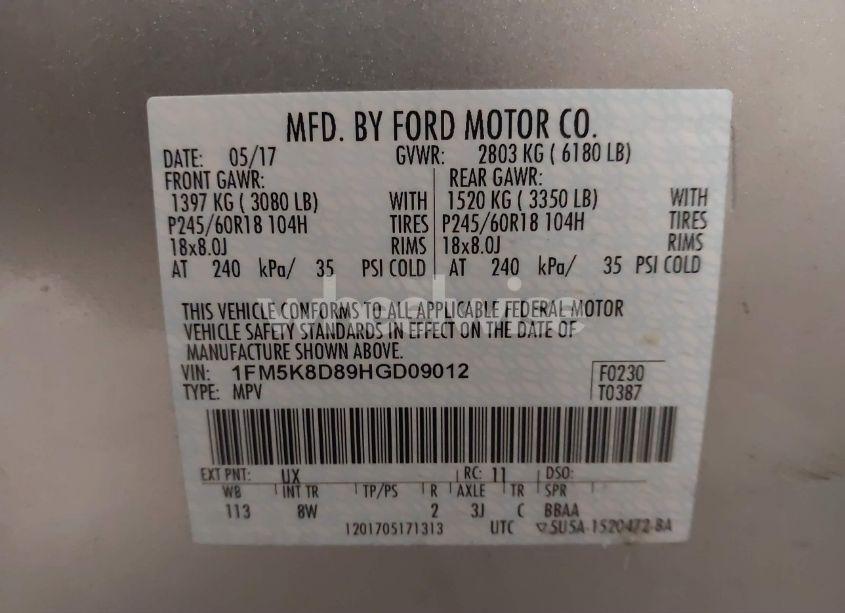 MFD. BY FORD MOTOR CO.
DATE: 05/17 GVWR: 2803 KG ( 6180 LB)
FRONT GAWR: REAR GAWR:
1397 KG ( 3080 LB) WITH 1520 KG ( 3350 LB) WITH
P245/60R18 104H TIRES P245/60R18 104H TIRES
18x8.0J RIMS 18x8.0J RIMS
AT 240 kPa/ 35 PSI COLD AT 240 kPa/ 35 PSI COLD
THIS VEHICLE CONFORMS TO ALL APPLICABLE FEDERAL MOTOR
VEHICLE SAFETY STANDARDS IN EFFECT ON THE DATE OF
MANUFACTURE SHOWN ABOVE.
VIN: 1FM5K8D89HGD09012 F0230
TYPE: MPV T0387
EXT PNT: UX RC: 11 DSO:
WB INT TR TP/PS R AXLE TR SPR
113 8W 2 3J C BBAA
1201705171313 UTC 5U5A-1520472-BA